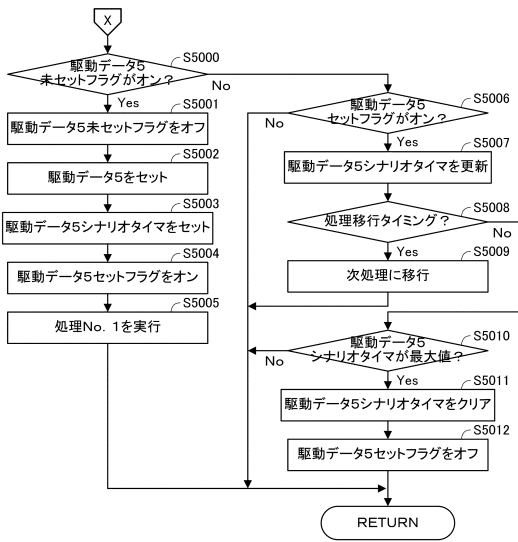 X
駆動データ5
未セットフラグがオン？
S5000
No
Yes
S5001
駆動データ5未セットフラグをオフ
S5002
駆動データ5をセット
S5003
駆動データ5シナリオタイマをセット
S5004
駆動データ5セットフラグをオン
S5005
処理No. 1を実行
駆動データ5
セットフラグがオン？
S5006
No
Yes
S5007
駆動データ5シナリオタイマを更新
S5008
処理移行タイミング？
No
Yes
S5009
次処理に移行
S5010
駆動データ5
シナリオタイマが最大値？
No
Yes
S5011
駆動データ5シナリオタイマをクリア
S5012
駆動データ5セットフラグをオフ
RETURN